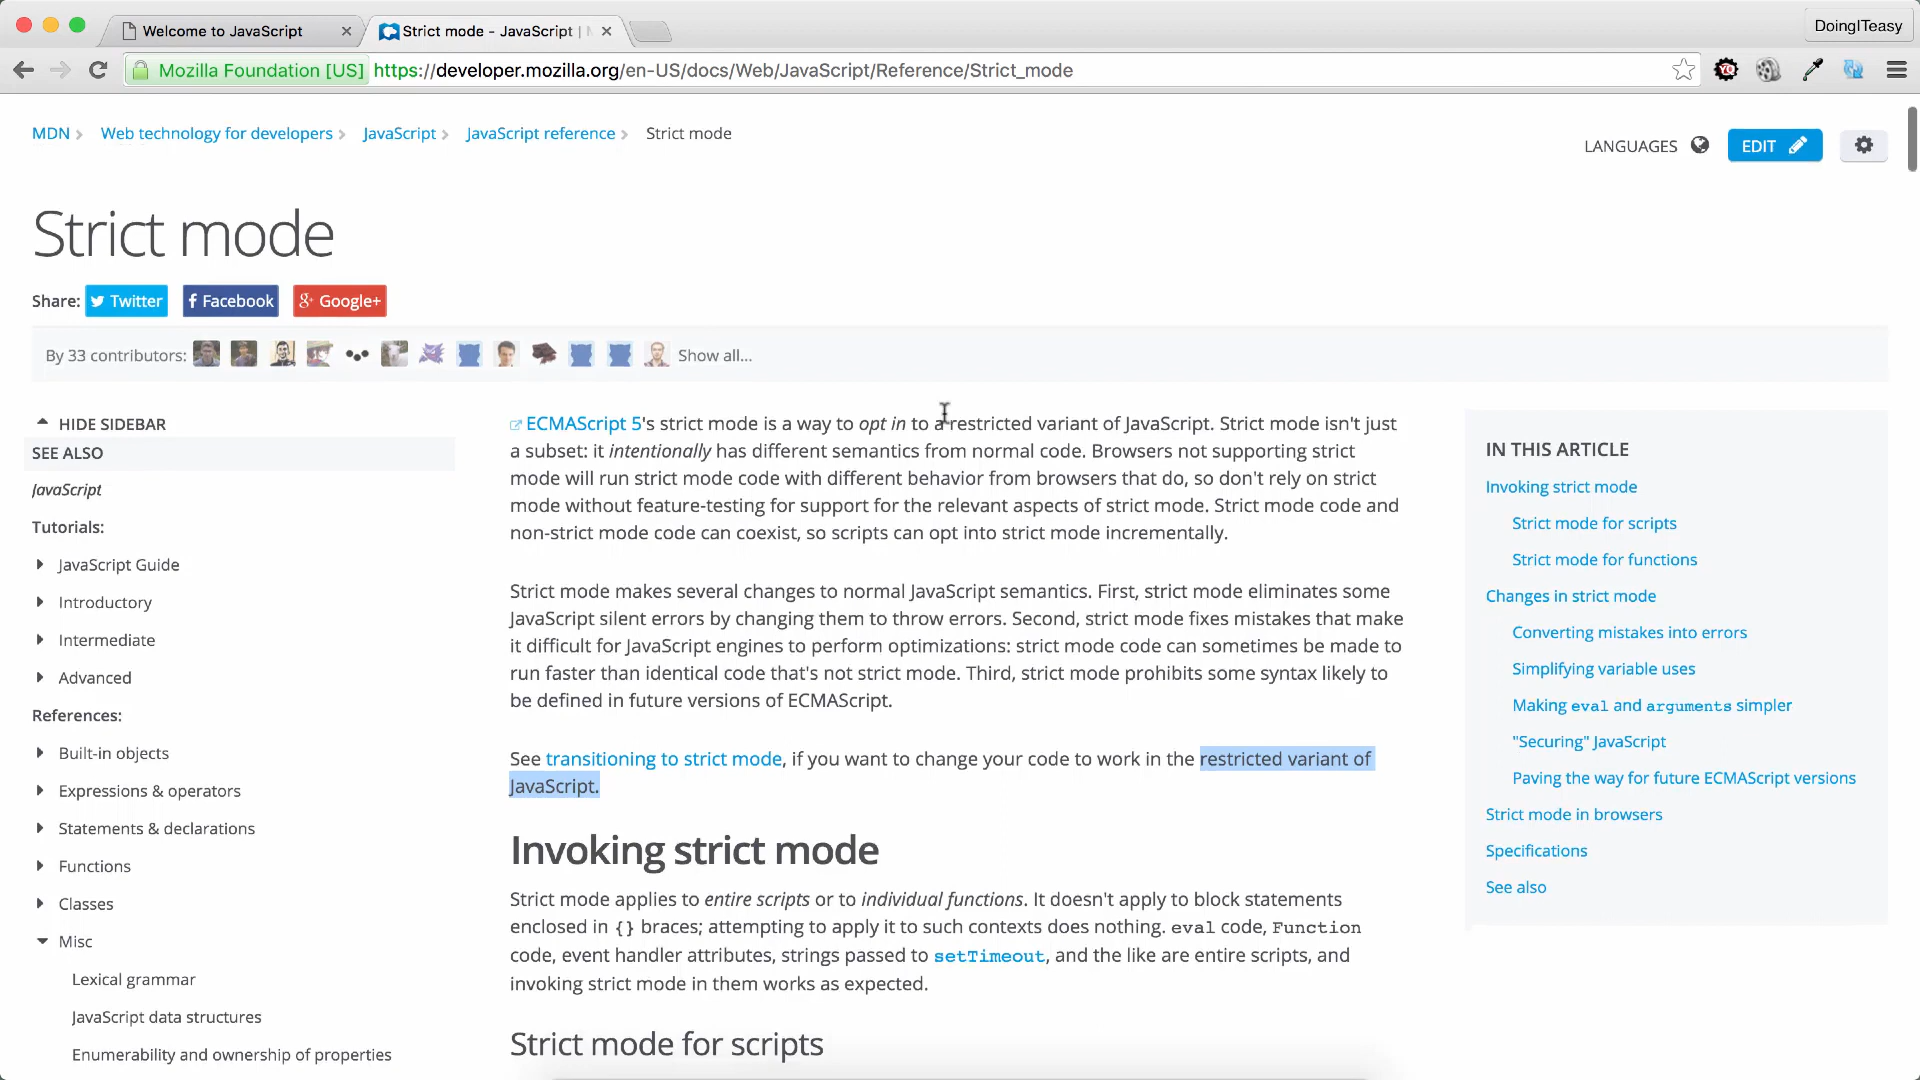 Welcome to JavaScript
Strict mode - JavaScript |
DoingITeasy
Mozilla Foundation [US] https://developer.mozilla.org/en-US/docs/Web/JavaScript/Reference/Strict_mode
MDN Web technology for developers JavaScript JavaScript reference Strict mode
LANGUAGES EDIT
Strict mode
Share: Twitter Facebook Google+
By 33 contributors: Show all...
HIDE SIDEBAR
SEE ALSO
JavaScript
Tutorials:
JavaScript Guide
Introductory
Intermediate
Advanced
References:
Built-in objects
Expressions & operators
Statements & declarations
Functions
Classes
Misc
Lexical grammar
JavaScript data structures
Enumerability and ownership of properties
ECMAScript 5's strict mode is a way to opt in to a restricted variant of JavaScript. Strict mode isn't just
a subset: it intentionally has different semantics from normal code. Browsers not supporting strict
mode will run strict mode code with different behavior from browsers that do, so don't rely on strict
mode without feature-testing for support for the relevant aspects of strict mode. Strict mode code and
non-strict mode code can coexist, so scripts can opt into strict mode incrementally.
Strict mode makes several changes to normal JavaScript semantics. First, strict mode eliminates some
JavaScript silent errors by changing them to throw errors. Second, strict mode fixes mistakes that make
it difficult for JavaScript engines to perform optimizations: strict mode code can sometimes be made to
run faster than identical code that's not strict mode. Third, strict mode prohibits some syntax likely to
be defined in future versions of ECMAScript.
See transitioning to strict mode, if you want to change your code to work in the restricted variant of
JavaScript.
Invoking strict mode
Strict mode applies to entire scripts or to individual functions. It doesn't apply to block statements
enclosed in {} braces; attempting to apply it to such contexts does nothing. eval code, Function
code, event handler attributes, strings passed to setTimeout, and the like are entire scripts, and
invoking strict mode in them works as expected.
Strict mode for scripts
IN THIS ARTICLE
Invoking strict mode
Strict mode for scripts
Strict mode for functions
Changes in strict mode
Converting mistakes into errors
Simplifying variable uses
Making eval and arguments simpler
"Securing" JavaScript
Paving the way for future ECMAScript versions
Strict mode in browsers
Specifications
See also